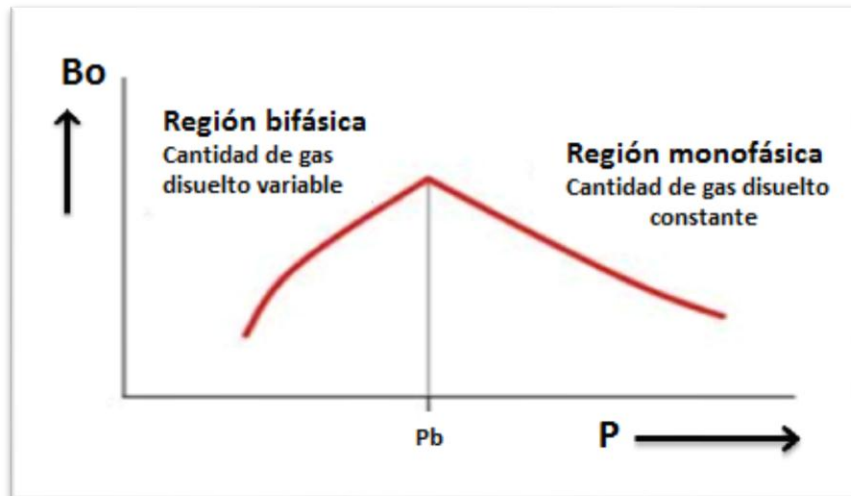 Bo
Región bifásica
Cantidad de gas
disuelto variable
Región monofásica
Cantidad de gas disuelto
constante
Pb
P